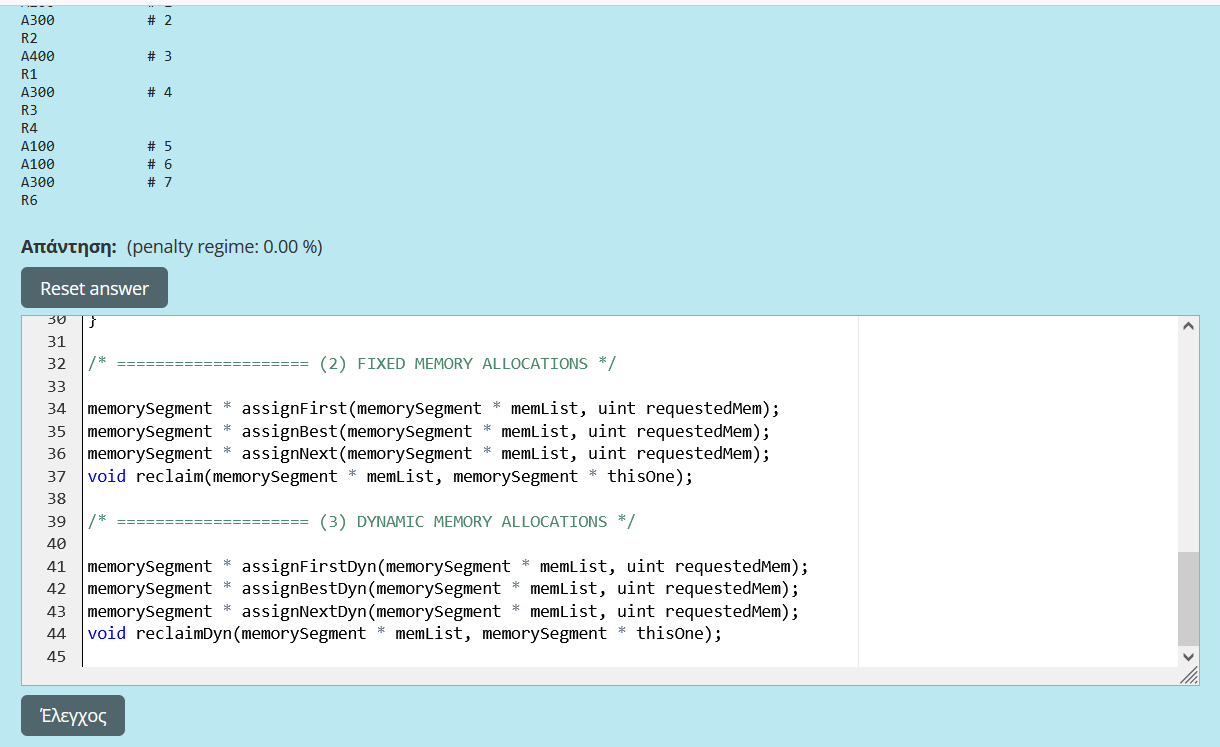 A300 # 2
R2
A400 # 3
R1
A300 # 4
R3
R4
A100 # 5
A100 # 6
A300 # 7
R6
Απάντηση: (penalty regime: 0.00 %)
Reset answer
30 }
31
32 /* ==================== (2) FIXED MEMORY ALLOCATIONS */
33
34 memorySegment * assignFirst(memorySegment * memList, uint requestedMem);
35 memorySegment * assignBest(memorySegment * memList, uint requestedMem);
36 memorySegment * assignNext(memorySegment * memList, uint requestedMem);
37 void reclaim(memorySegment * memList, memorySegment * thisOne);
38
39 /* ==================== (3) DYNAMIC MEMORY ALLOCATIONS */
40
41 memorySegment * assignFirstDyn(memorySegment * memList, uint requestedMem);
42 memorySegment * assignBestDyn(memorySegment * memList, uint requestedMem);
43 memorySegment * assignNextDyn(memorySegment * memList, uint requestedMem);
44 void reclaimDyn(memorySegment * memList, memorySegment * thisOne);
45
Έλεγχος